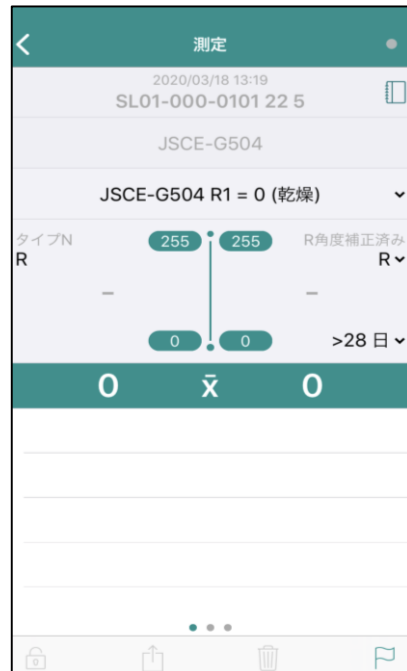 測定
2020/03/18 13:19
SL01-000-0101 22 5
JSCE-G504
JSCE-G504 R1 = 0 (乾燥)
タイプN 255 255 R角度補正済み
R R
– –
0 0 >28 日
0 x̄ 0
0